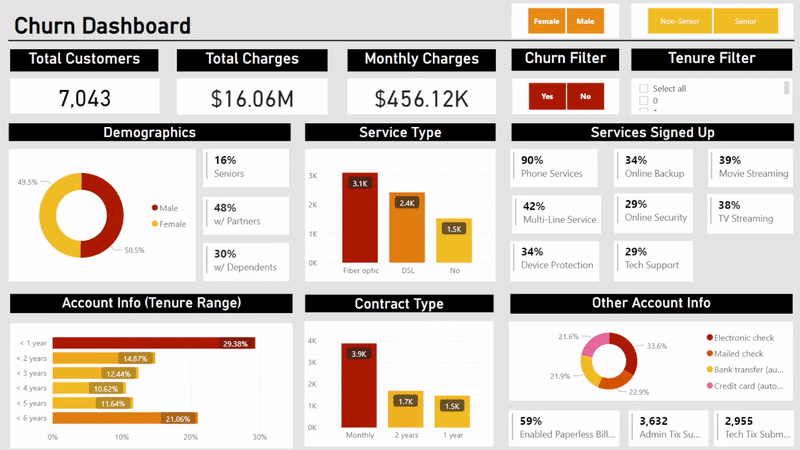 Churn Dashboard
Female
Male
Non-Senior
Senior
Total Customers
Total Charges
Monthly Charges
Churn Filter
Tenure Filter
7,043
$16.06M
$456.12K
Yes
No
Select all
0
Demographics
Service Type
Services Signed Up
49.5%
50.5%
Male
Female
16%
Seniors
48%
w/ Partners
30%
w/ Dependents
3K
2K
1K
0K
3.1K
2.4K
1.5K
Fiber optic
DSL
No
90%
Phone Services
34%
Online Backup
39%
Movie Streaming
42%
Multi-Line Service
29%
Online Security
38%
TV Streaming
34%
Device Protection
29%
Tech Support
Account Info (Tenure Range)
Contract Type
Other Account Info
< 1 year
29.38%
< 2 years
14.87%
< 3 years
12.44%
< 4 years
10.62%
< 5 years
11.64%
< 6 years
21.06%
0%
10%
20%
30%
4K
3K
2K
1K
0K
3.9K
1.7K
1.5K
Monthly
2 years
1 year
21.6%
33.6%
21.9%
22.9%
Electronic check
Mailed check
Bank transfer (au...
Credit card (auto...
59%
Enabled Paperless Bill...
3,632
Admin Tix Su...
2,955
Tech Tix Subm...